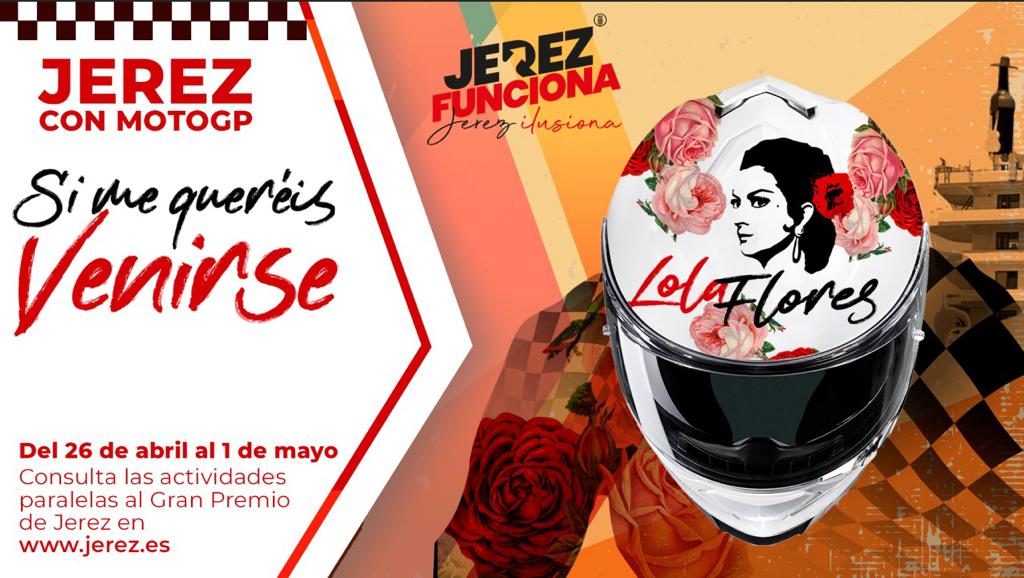 JEREZ
CON MOTOGP
Si me queréis
Venirse
Del 26 de abril al 1 de mayo
Consulta las actividades
paralelas al Gran Premio
de Jerez en
www.jerez.es
JEREZ
FUNCIONA
Jerez ilusiona
Lola Flores